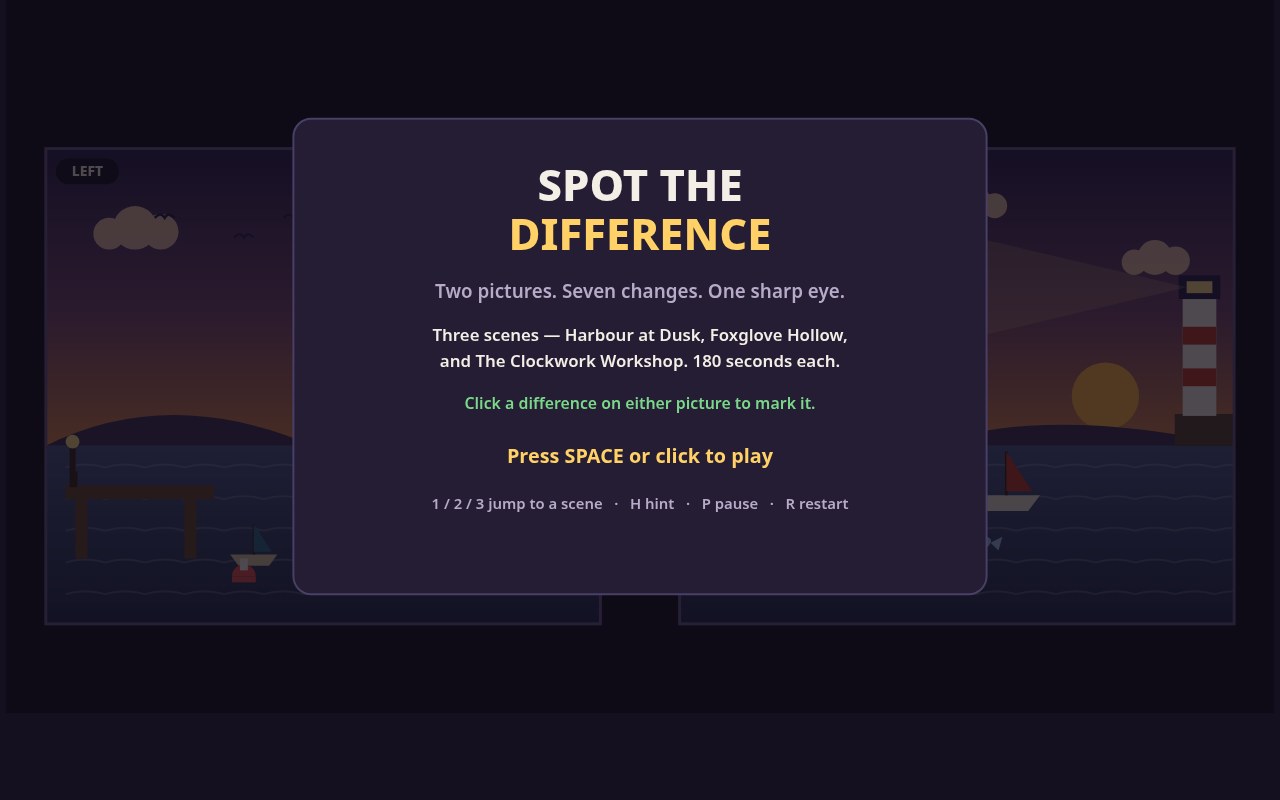 LEFT
SPOT THE
DIFFERENCE
Two pictures. Seven changes. One sharp eye.
Three scenes — Harbour at Dusk, Foxglove Hollow,
and The Clockwork Workshop. 180 seconds each.
Click a difference on either picture to mark it.
Press SPACE or click to play
1 / 2 / 3 jump to a scene · H hint · P pause · R restart